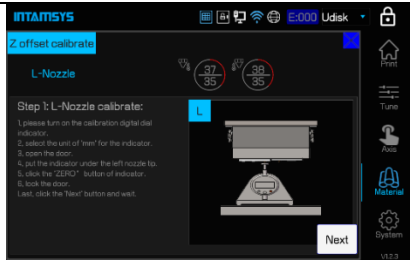 INTAMSYS
E:000 Udisk
Z offset calibrate
L-Nozzle
37
35
38
35
Print
Tune
Axis
Material
System
V1.2.3
Step 1: L-Nozzle calibrate:
L
1, please turn on the calibration digital dial
indicator.
2, select the unit of 'mm' for the indicator.
3, open the door.
4, put the indicator under the left nozzle tip.
5, click the 'ZERO" button of indicator.
6, lock the door.
Last, click the 'Next' button and wait.
Next